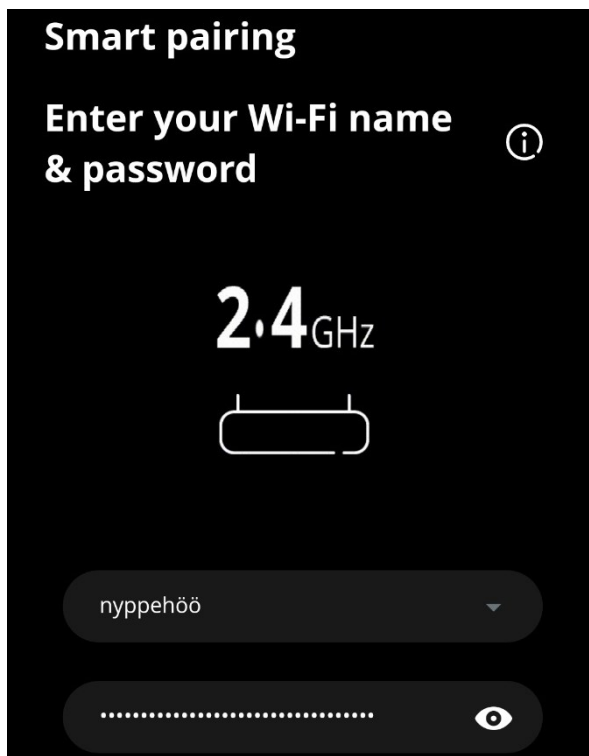 Smart pairing
Enter your Wi-Fi name
& password
2.4GHz
nyppehöö
••••••••••••••••••••••••••••••••••